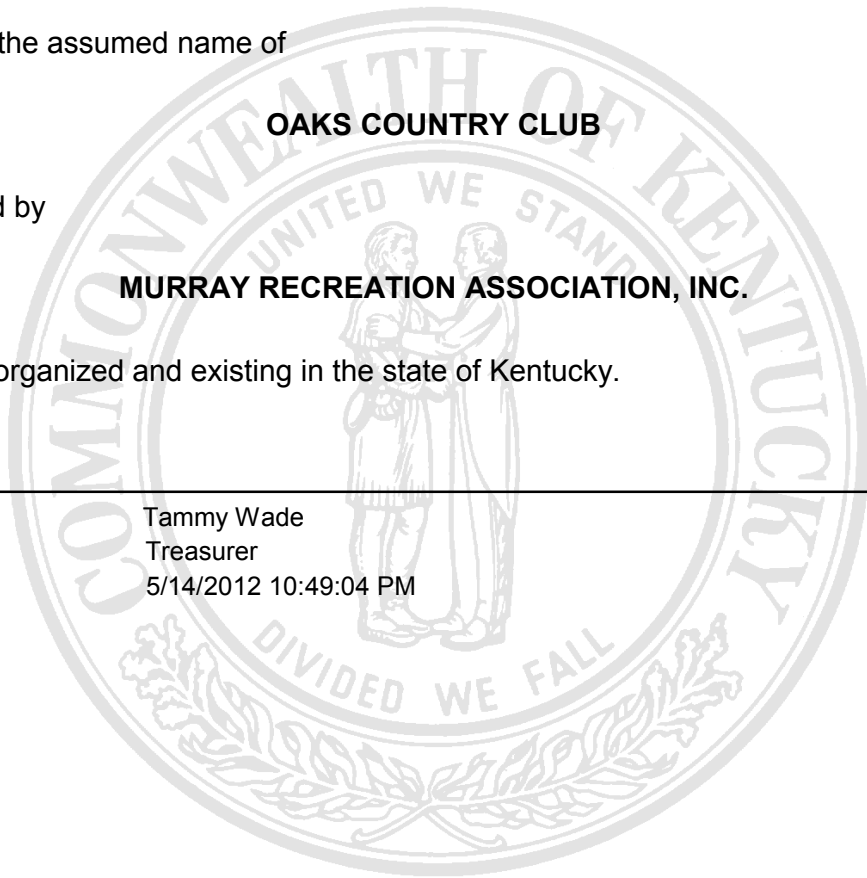 the assumed name of
OAKS COUNTRY CLUB
d by
MURRAY RECREATION ASSOCIATION, INC.
organized and existing in the state of Kentucky.
Tammy Wade
Treasurer
5/14/2012 10:49:04 PM
COMMONWEALTH OF KENTUCKY
UNITED WE STAND
DIVIDED WE FALL